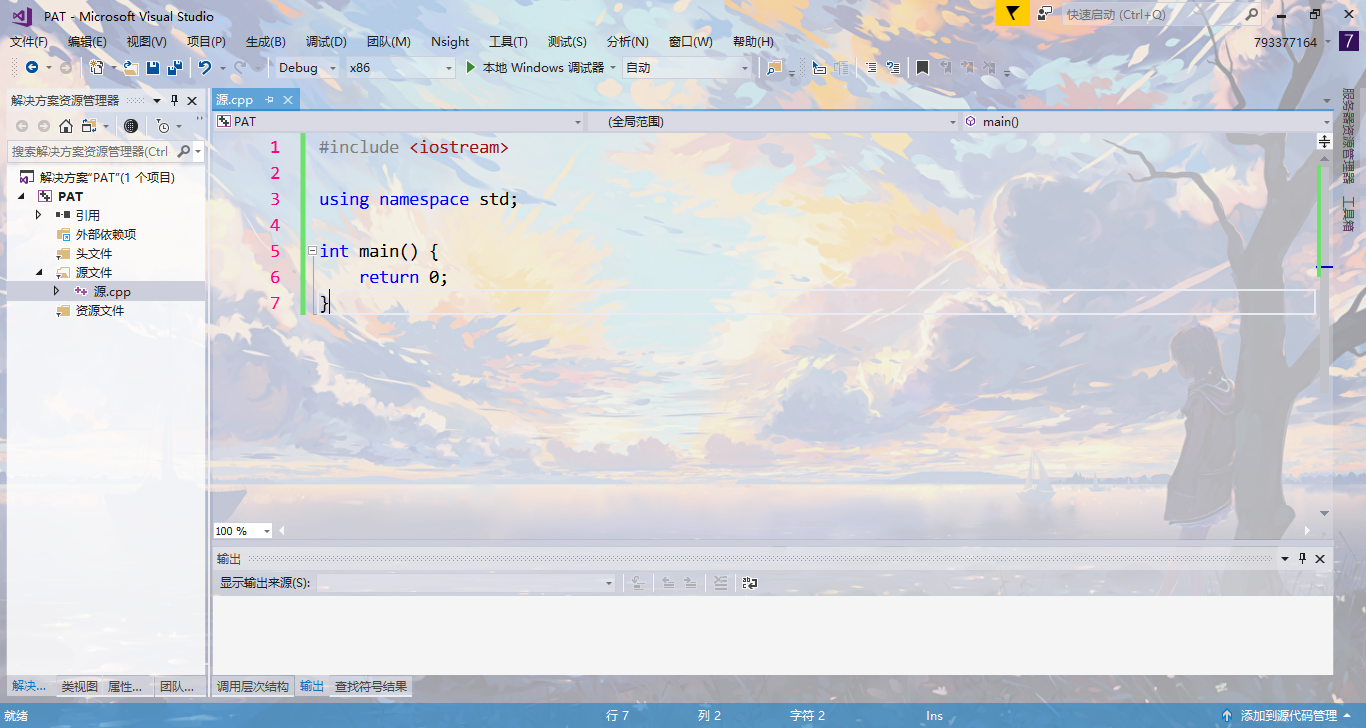 PAT - Microsoft Visual Studio
快速启动 (Ctrl+Q)
文件(F) 编辑(E) 视图(V) 项目(P) 生成(B) 调试(D) 团队(M) Nsight 工具(T) 测试(S) 分析(N) 窗口(W) 帮助(H)
793377164
7
Debug x86 本地 Windows 调试器 自动
解决方案资源管理器
搜索解决方案资源管理器(Ctrl
解决方案"PAT"(1 个项目)
PAT
引用
外部依赖项
头文件
源文件
源.cpp
资源文件
解决... 类视图 属性... 团队...
源.cpp
PAT (全局范围) main()
1 #include <iostream>
2
3 using namespace std;
4
5 int main() {
6 return 0;
7 }
100 %
服务器资源管理器
工具箱
输出
显示输出来源(S):
调用层次结构 输出 查找符号结果
就绪 行 7 列 2 字符 2 Ins 添加到源代码管理